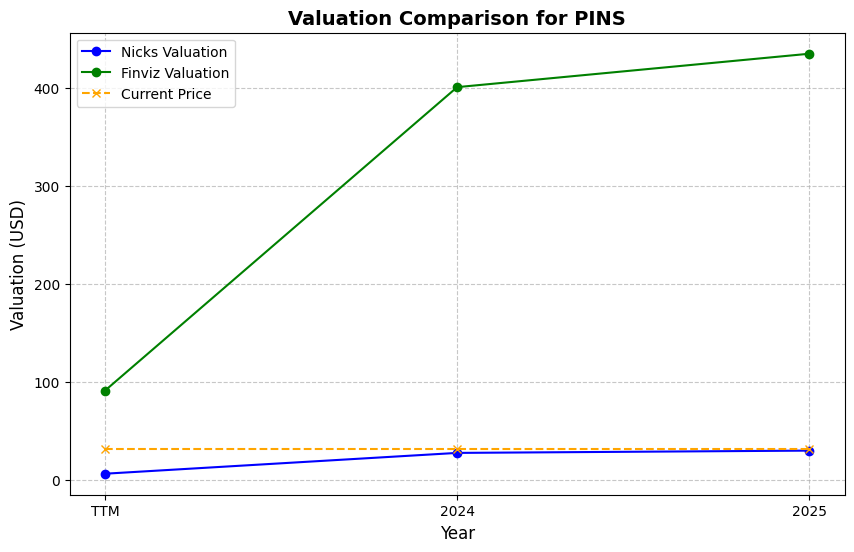 Valuation Comparison for PINS
Nicks Valuation
Finviz Valuation
Current Price
Valuation (USD)
400
300
200
100
0
TTM
2024
2025
Year